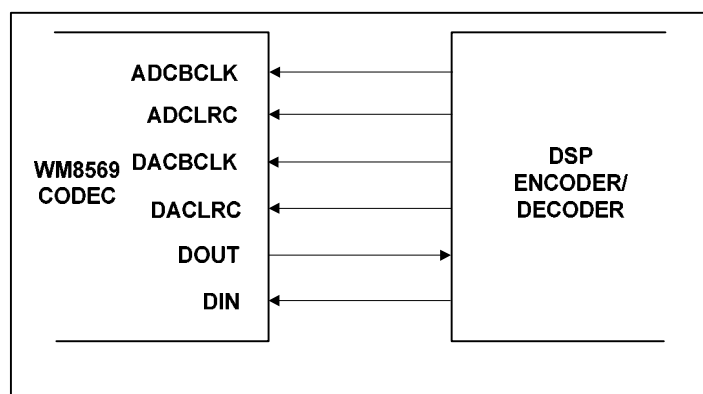 ADCBCLK
ADCLRC
WM8569
CODEC
DACBCLK
DACLRC
DOUT
DIN
DSP
ENCODER/
DECODER